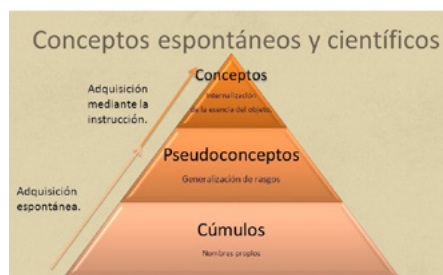 Conceptos espontáneos y científicos
Adquisición
mediante la
instrucción.
Conceptos
Internalización
de la esencia del objeto.
Pseudoconceptos
Generalización de rasgos
Adquisición
espontánea.
Cúmulos
Nombres propios